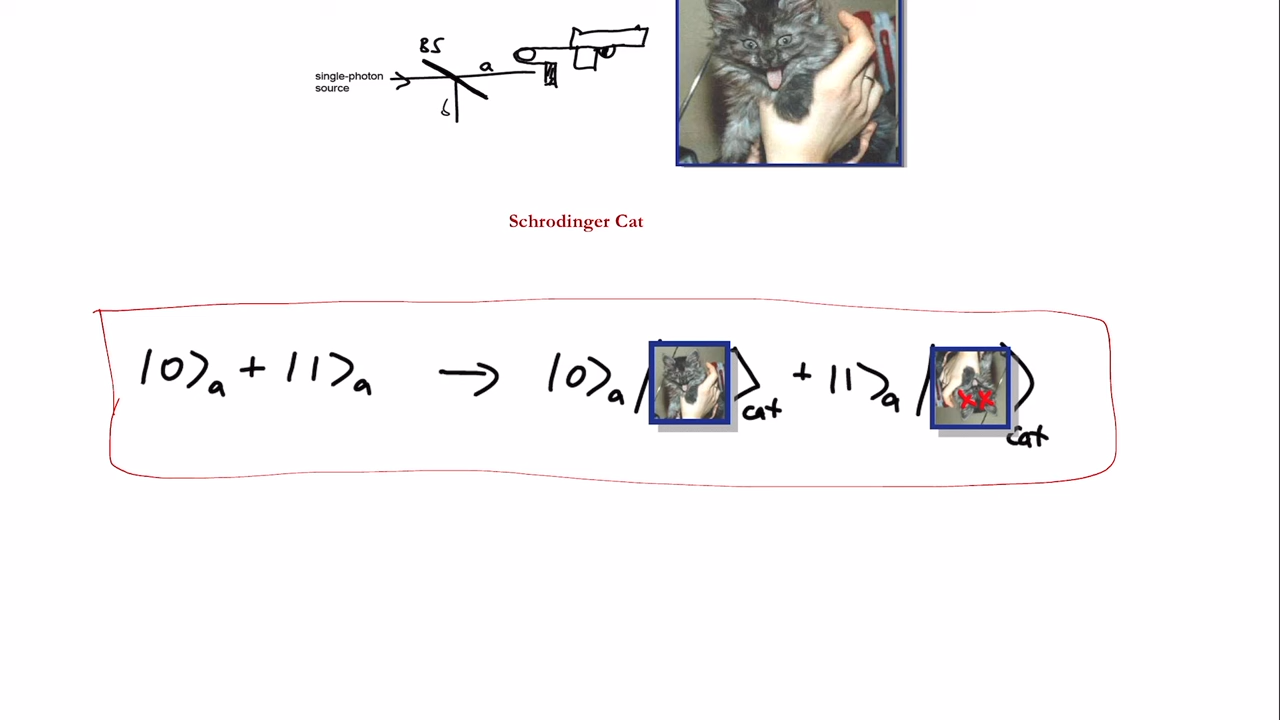 BS
single-photon
source
a
b
Schrodinger Cat
|0⟩a + |1⟩a → |0⟩a | ⟩cat + |1⟩a | ⟩cat